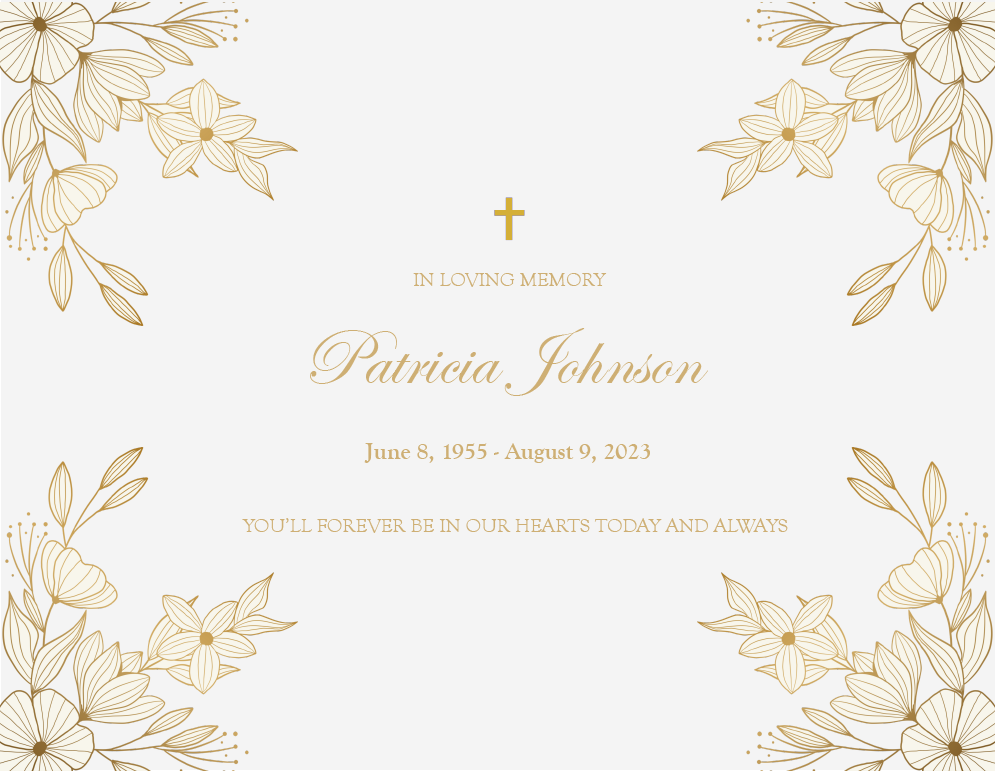 IN LOVING MEMORY
Patricia Johnson
June 8, 1955 - August 9, 2023
YOU'LL FOREVER BE IN OUR HEARTS TODAY AND ALWAYS